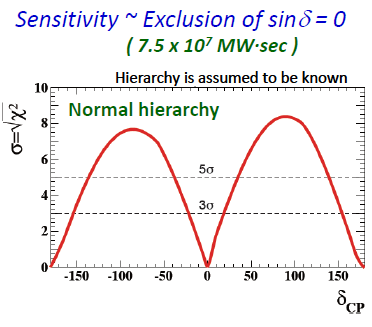 Sensitivity ~ Exclusion of sinδ = 0
( 7.5 x 10⁷ MW·sec )
Hierarchy is assumed to be known
Normal hierarchy
σ=√χ²
10
8
6
4
2
0
5σ
3σ
-150 -100 -50 0 50 100 150
δCP